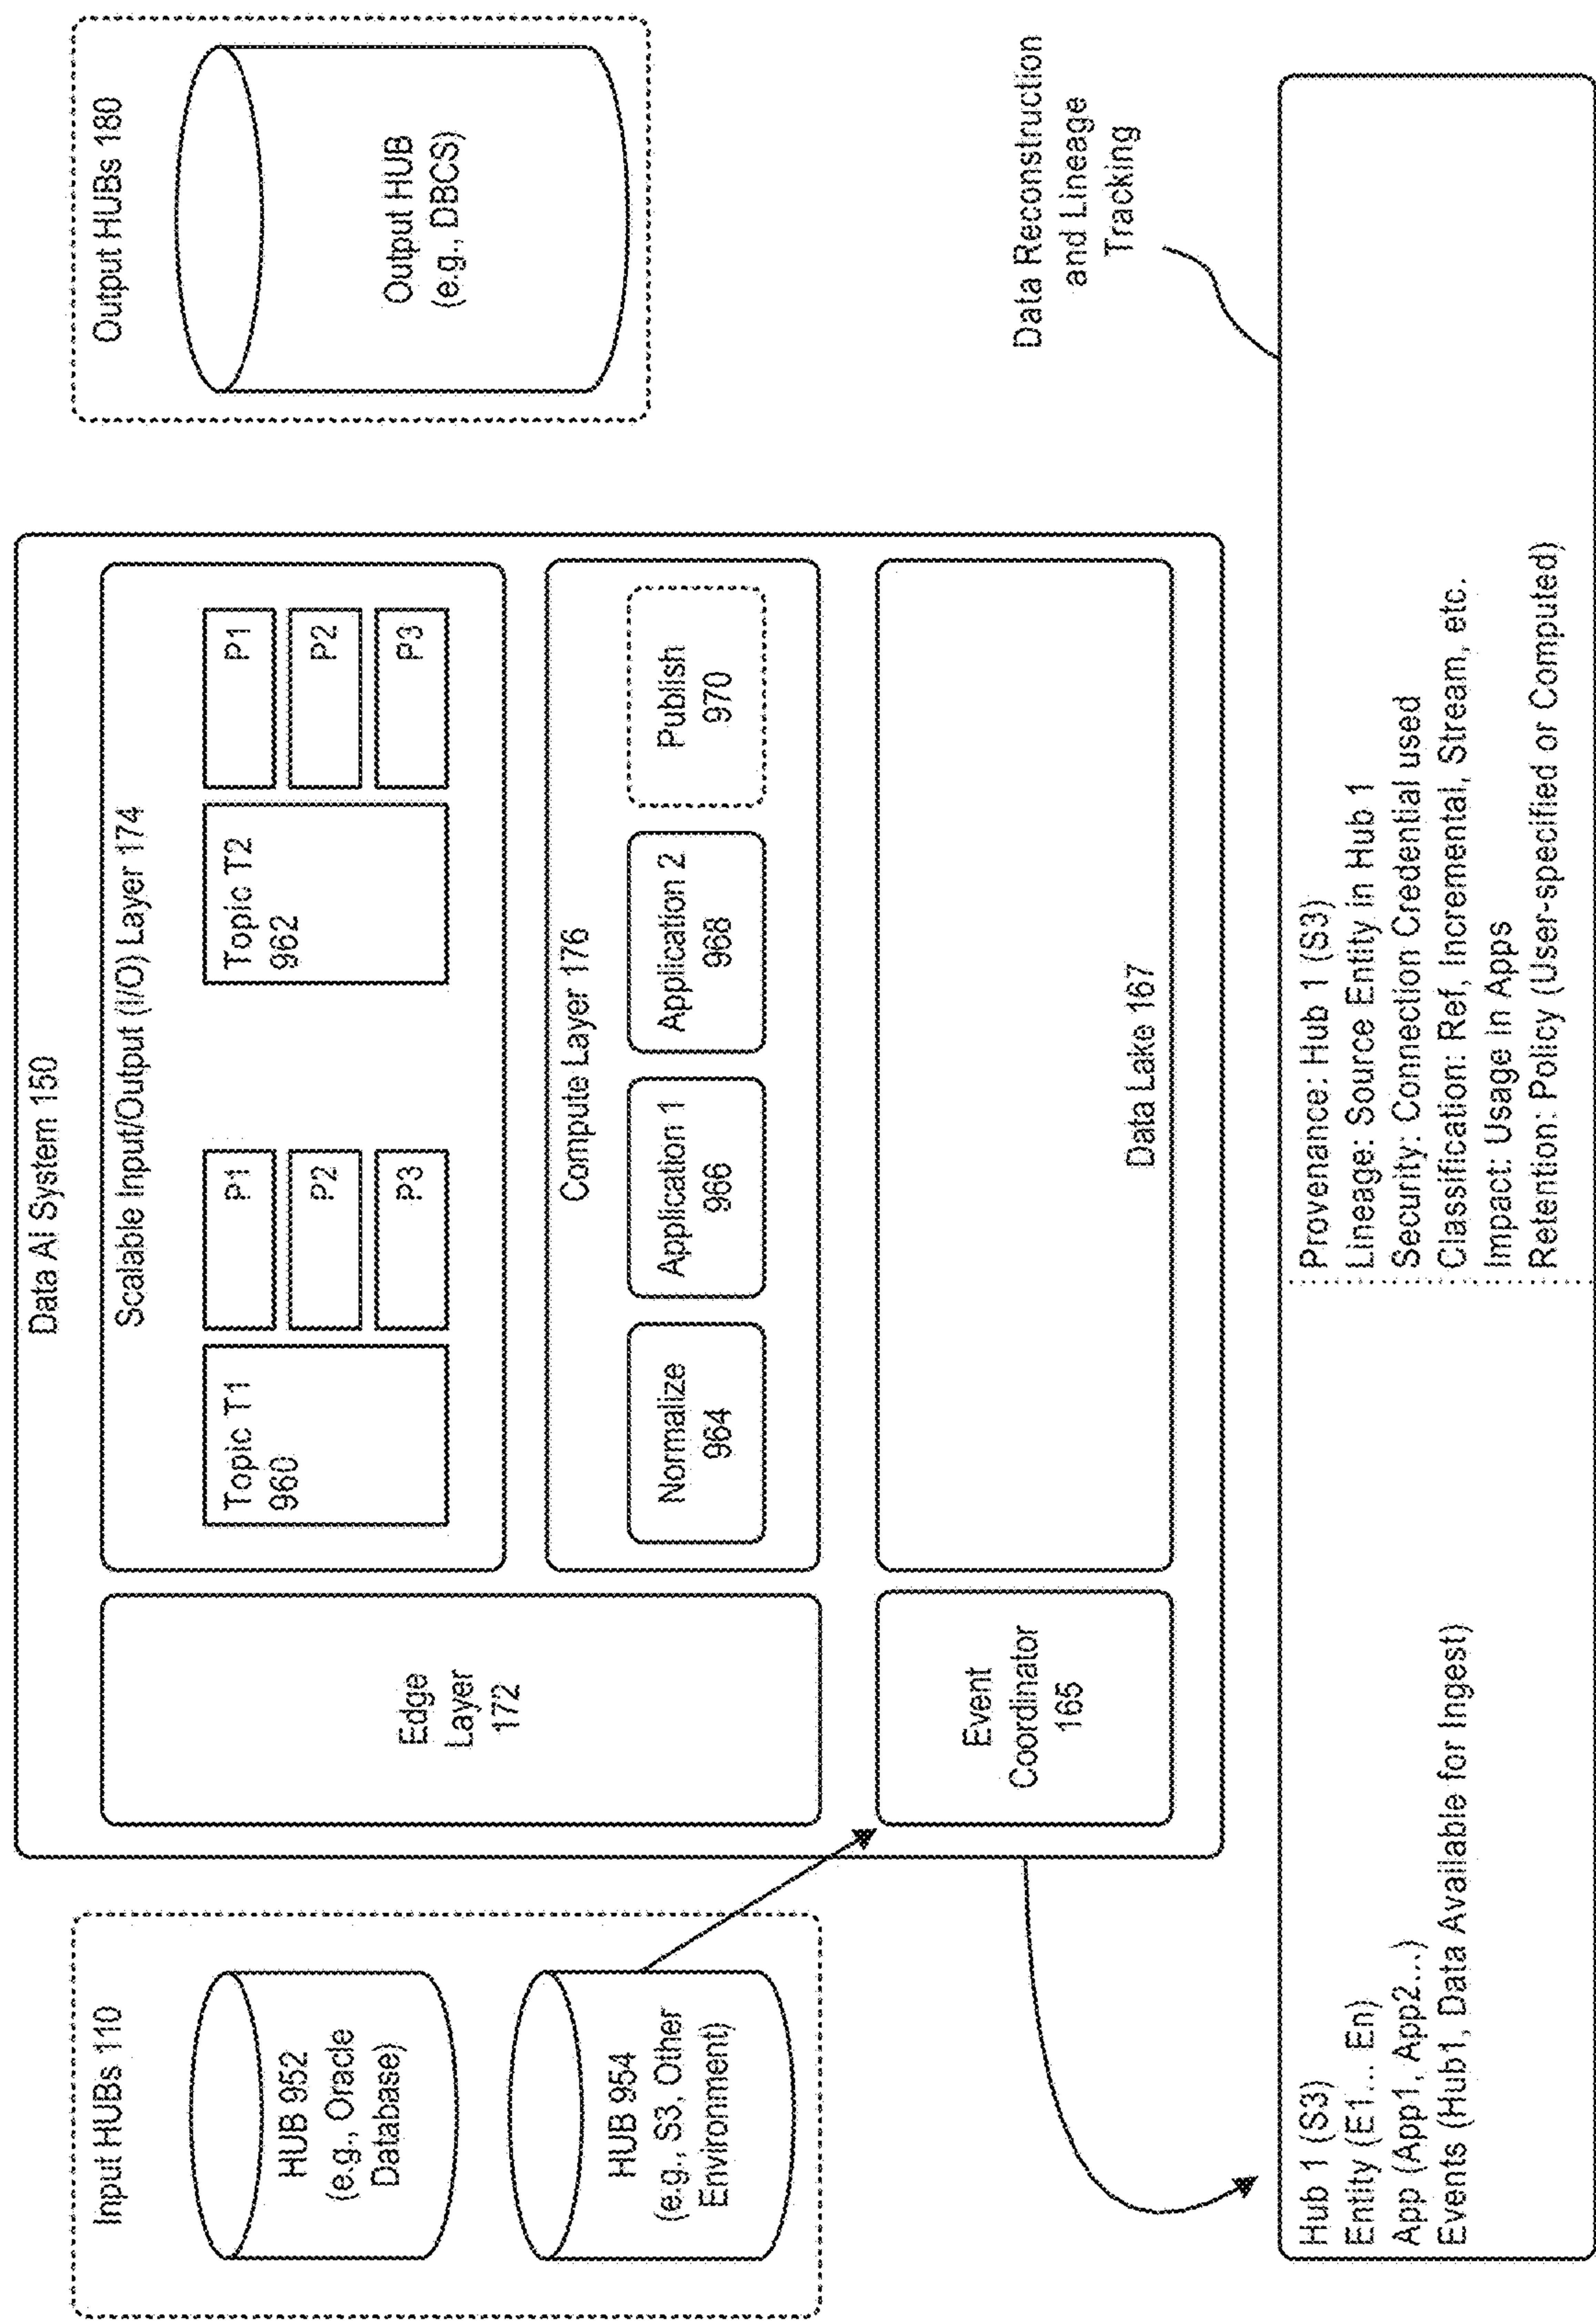 Input HUBs 110
HUB 952
(e.g., Oracle
Database)
HUB 954
(e.g., S3, Other
Environment)
Data AI System 150
Edge
Layer
172
Scalable Input/Output (I/O) Layer 174
Topic T1
960
P1
P2
P3
Topic T2
962
P1
P2
P3
Compute Layer 176
Normalize
964
Application 1
966
Application 2
968
Publish
970
Event
Coordinator
165
Data Lake 167
Output HUBs 180
Output HUB
(e.g., DBCS)
Data Reconstruction
and Lineage
Tracking
Hub 1 (S3)
Entity (E1... En)
App (App1, App2...)
Events (Hub1, Data Available for Ingest)
Provenance: Hub 1 (S3)
Lineage: Source Entity in Hub 1
Security: Connection Credential used
Classification: Ref, Incremental, Stream, etc.
Impact: Usage in Apps
Retention: Policy (User-specified or Computed)